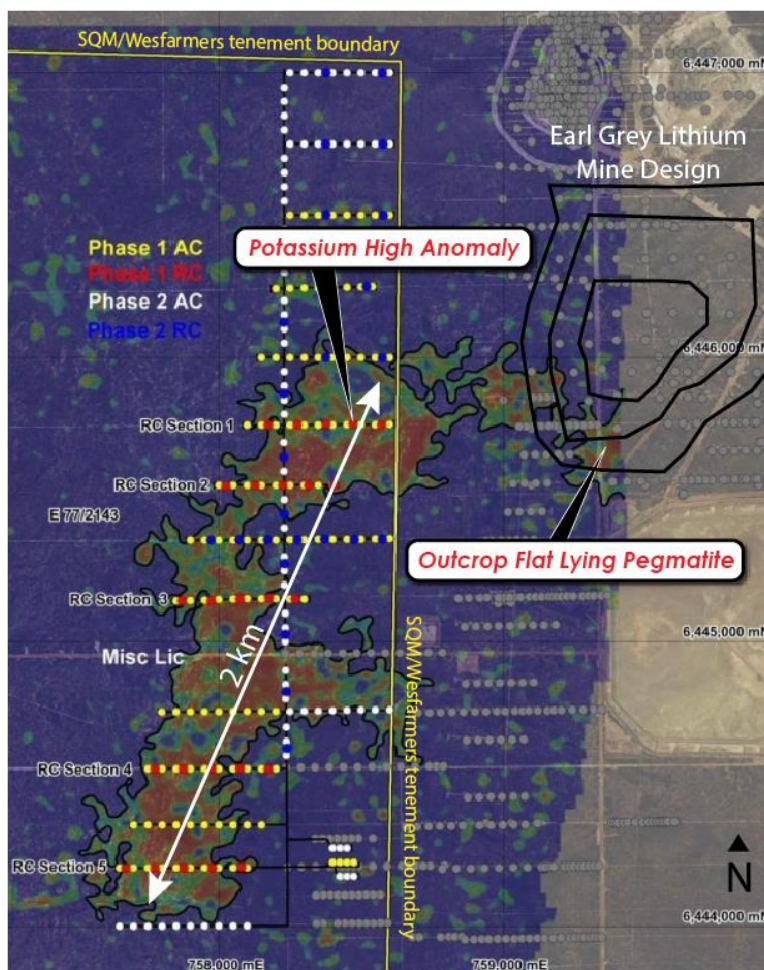 SQM/Wesfarmers tenement boundary
6,447,000 mN
Earl Grey Lithium
Mine Design
Phase 1 AC
Phase 1 RC
Phase 2 AC
Phase 2 RC
Potassium High Anomaly
6,446,000 mN
RC Section 1
RC Section 2
E 77/2143
Outcrop Flat Lying Pegmatite
RC Section 3
6,445,000 mN
Misc Lic
2 km
SQM/Wesfarmers tenement boundary
RC Section 4
RC Section 5
N
6,444,000 mN
758,000 mE
759,000 mE